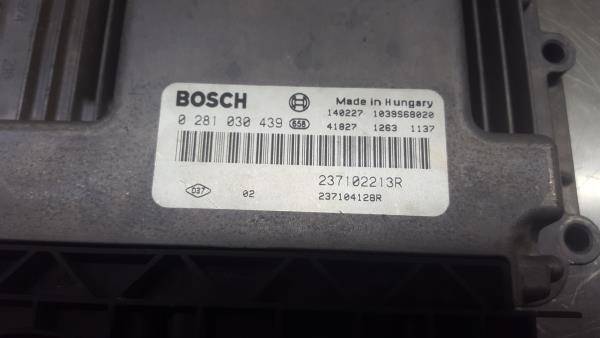 BOSCH Made in Hungary
140227 1039S68020
0 281 030 439 658 41827 1263 1137
237102213R
D37 02 237104128R